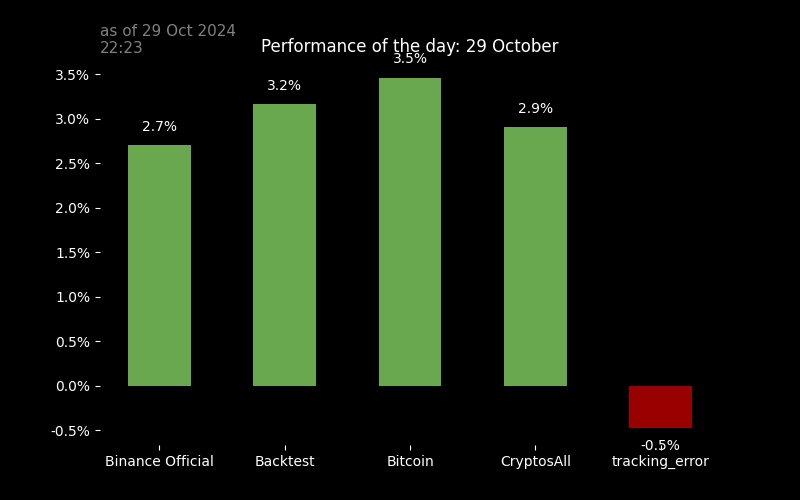 as of 29 Oct 2024
22:23
Performance of the day: 29 October
3.5%
3.5%
3.2%
3.0%
2.9%
2.7%
2.5%
2.0%
1.5%
1.0%
0.5%
0.0%
-0.5%
-0.5%
Binance Official
Backtest
Bitcoin
CryptosAll
tracking_error